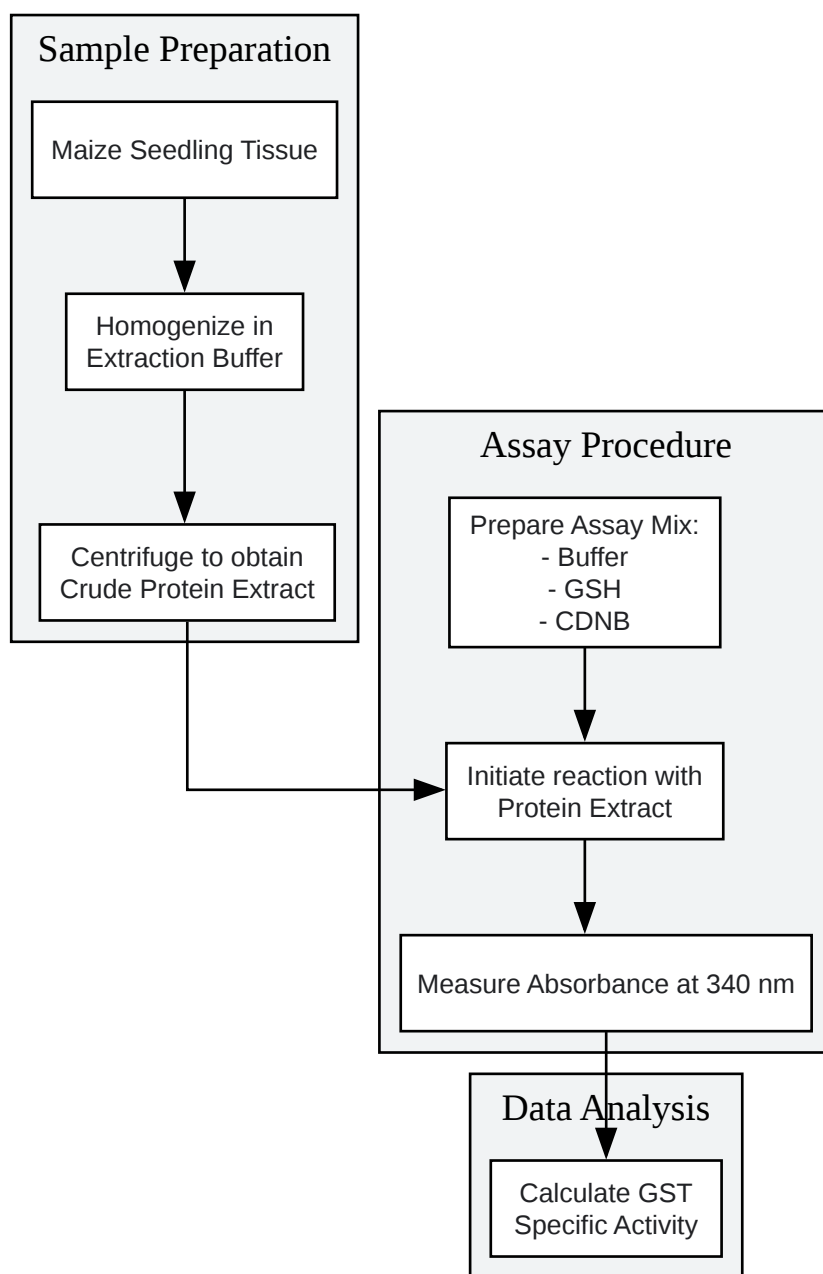 Sample Preparation
Maize Seedling Tissue
Homogenize in
Extraction Buffer
Centrifuge to obtain
Crude Protein Extract
Assay Procedure
Prepare Assay Mix:
- Buffer
- GSH
- CDNB
Initiate reaction with
Protein Extract
Measure Absorbance at 340 nm
Data Analysis
Calculate GST
Specific Activity